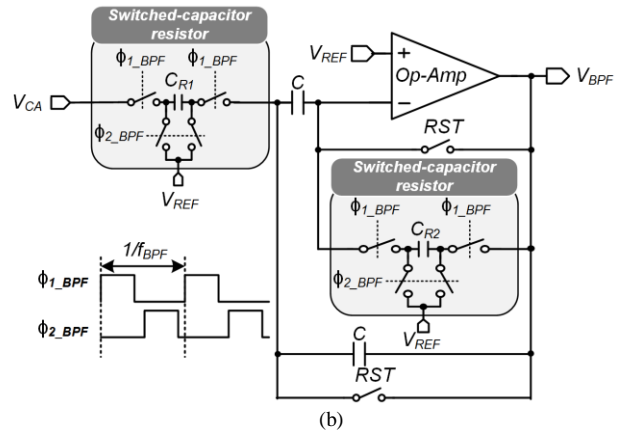 Switched-capacitor
resistor
ϕ1_BPF
ϕ1_BPF
CR1
VCA
ϕ2_BPF
VREF
C
VREF
+
Op-Amp
−
VBPF
RST
Switched-capacitor
resistor
ϕ1_BPF
ϕ1_BPF
CR2
ϕ2_BPF
VREF
1/fBPF
ϕ1_BPF
ϕ2_BPF
C
RST
(b)